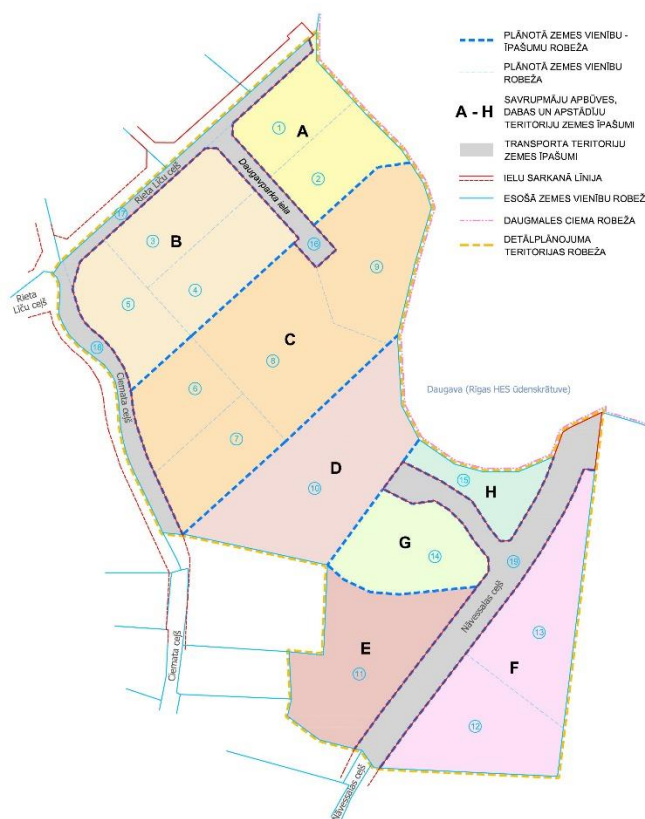 PLĀNOTĀ ZEMES VIENĪBU -
ĪPAŠUMU ROBEŽA
PLĀNOTĀ ZEMES VIENĪBU
ROBEŽA
A - H
SAVRUPMĀJU APBŪVES,
DABAS UN APSTĀDĪJU
TERITORIJU ZEMES ĪPAŠUMI
TRANSPORTA TERITORIJU
ZEMES ĪPAŠUMI
IELU SARKANĀ LĪNIJA
ESOŠĀ ZEMES VIENĪBU ROBEŽ
DAUGMALES CIEMA ROBEŽA
DETĀLPLĀNOJUMA
TERITORIJAS ROBEŽA
1
A
2
Rieta Līču ceļš
Daugavparka iela
17
3
B
16
9
4
5
Rieta
Līču ceļš
18
C
8
6
Ciemata ceļš
7
Daugava (Rīgas HES ūdenskrātuve)
D
10
15
H
G
14
19
Nāvessalas ceļš
13
E
11
F
12
Ciemata ceļš
Nāvessalas ceļš